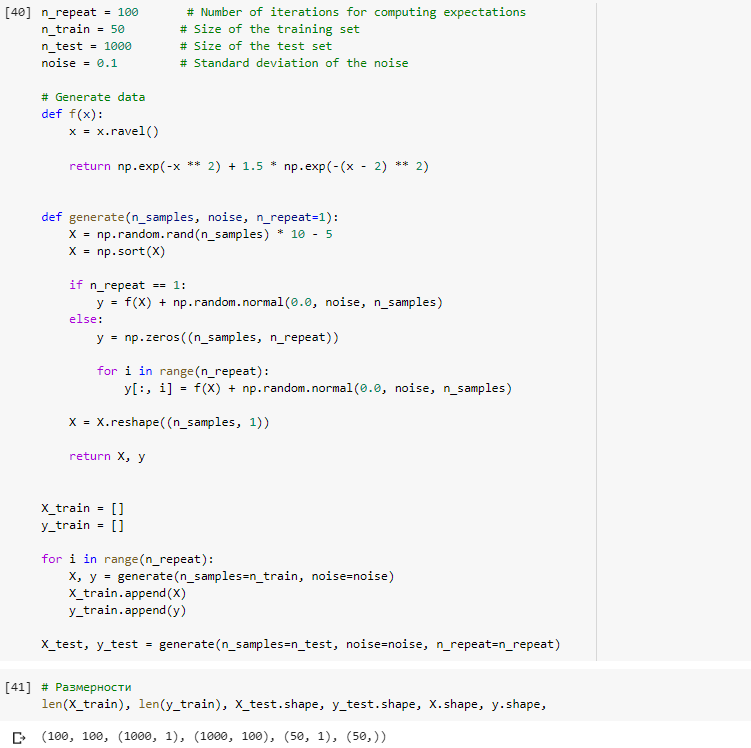 [40] n_repeat = 100       # Number of iterations for computing expectations
n_train = 50        # Size of the training set
n_test = 1000       # Size of the test set
noise = 0.1         # Standard deviation of the noise
# Generate data
def f(x):
    x = x.ravel()
    return np.exp(-x ** 2) + 1.5 * np.exp(-(x - 2) ** 2)
def generate(n_samples, noise, n_repeat=1):
    X = np.random.rand(n_samples) * 10 - 5
    X = np.sort(X)
    if n_repeat == 1:
        y = f(X) + np.random.normal(0.0, noise, n_samples)
    else:
        y = np.zeros((n_samples, n_repeat))
        for i in range(n_repeat):
            y[:, i] = f(X) + np.random.normal(0.0, noise, n_samples)
    X = X.reshape((n_samples, 1))
    return X, y
X_train = []
y_train = []
for i in range(n_repeat):
    X, y = generate(n_samples=n_train, noise=noise)
    X_train.append(X)
    y_train.append(y)
X_test, y_test = generate(n_samples=n_test, noise=noise, n_repeat=n_repeat)
[41] # Размерности
len(X_train), len(y_train), X_test.shape, y_test.shape, X.shape, y.shape,
(100, 100, (1000, 1), (1000, 100), (50, 1), (50,))